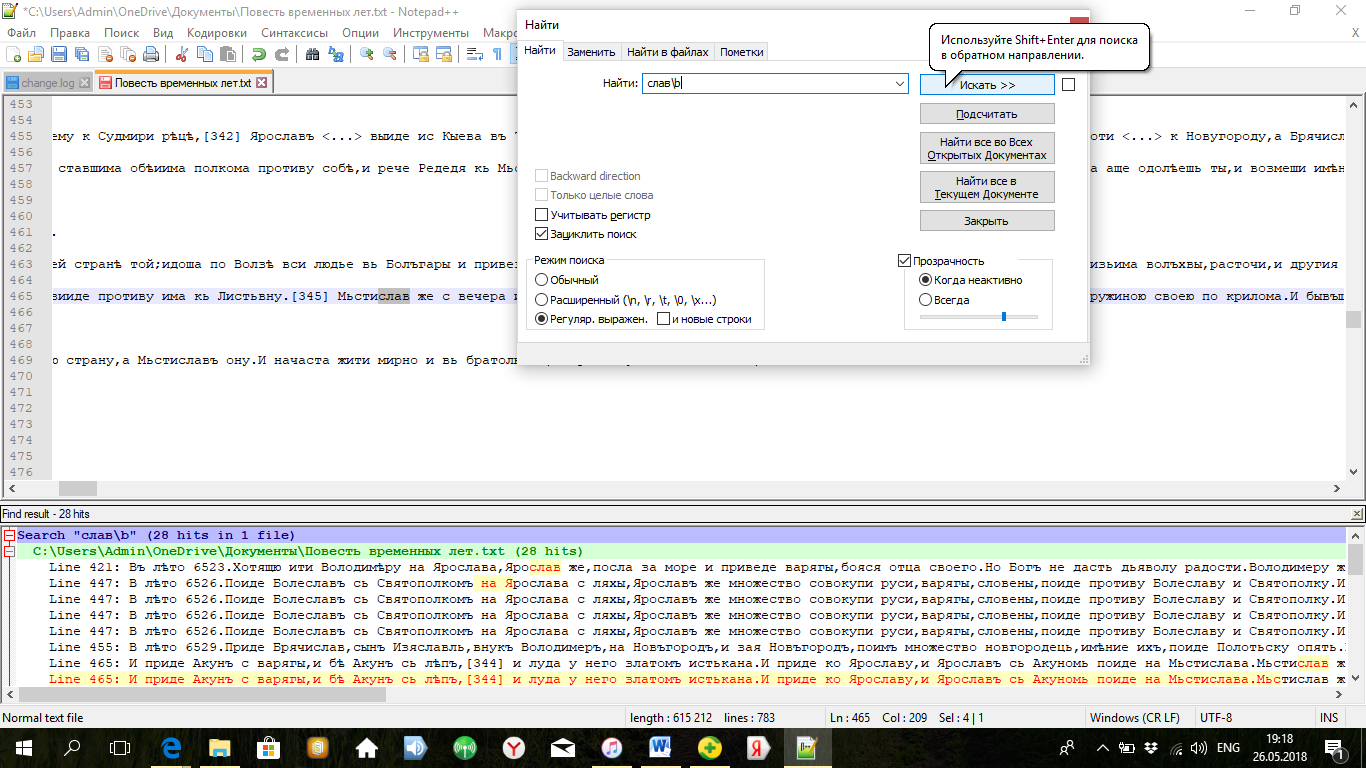 *C:\Users\Admin\OneDrive\Документы\Повесть временных лет.txt - Notepad++
Файл Правка Поиск Вид Кодировки Синтаксисы Опции Инструменты Макро
change.log Повесть временных лет.txt
Найти
Найти Заменить Найти в файлах Пометки
Используйте Shift+Enter для поиска
в обратном направлении.
Найти: слав\b
Искать >>
Подсчитать
Найти все во Всех
Открытых Документах
Найти все в
Текущем Документе
Закрыть
Backward direction
Только целые слова
Учитывать регистр
Зациклить поиск
Режим поиска
Обычный
Расширенный (\n, \r, \t, \0, \x...)
Регуляр. выражен. и новые строки
Прозрачность
Когда неактивно
Всегда
453
454
455 ему к Судмири рѣцѣ,[342] Ярославъ <...> выиде ис Кыева въ <...> к Новугороду,а Брячисл
456
457 ставшима обѣима полкома противу собѣ,и рече Редедя кь а аще одолѣешь ты,и возмеши имѣн
458
459
460
461 .
462
463 ей странѣ той;идоша по Волзѣ вси людье вь Болъгары и волъхвы,расточи,и другия
464
465 противу има кь Листьвну.[345] Мьстислав же с вечера своею по крилома.И бывъш
466
467
468
469 ю страну,а Мьстиславъ ону.И начаста жити мирно и вь
470
471
472
473
474
475
476
Find result - 28 hits
Search "слав\b" (28 hits in 1 file)
C:\Users\Admin\OneDrive\Документы\Повесть временных лет.txt (28 hits)
Line 421: Въ лѣто 6523.Хотящю ити Володимѣру на Ярослава,Ярослав же,посла за море и приведе варягы,бояся отца своего.Но Богъ не дасть дьяволу радости.Володимеру ж
Line 447: В лѣто 6526.Поиде Болеславъ сь Святополкомъ на Ярослава с ляхы,Ярославъ же множество совокупи руси,варягы,словены,поиде противу Болеславу и Святополку.И
Line 447: В лѣто 6526.Поиде Болеславъ сь Святополкомъ на Ярослава с ляхы,Ярославъ же множество совокупи руси,варягы,словены,поиде противу Болеславу и Святополку.И
Line 447: В лѣто 6526.Поиде Болеславъ сь Святополкомъ на Ярослава с ляхы,Ярославъ же множество совокупи руси,варягы,словены,поиде противу Болеславу и Святополку.И
Line 447: В лѣто 6526.Поиде Болеславъ сь Святополкомъ на Ярослава с ляхы,Ярославъ же множество совокупи руси,варягы,словены,поиде противу Болеславу и Святополку.И
Line 455: В лѣто 6529.Приде Брячислав,сынъ Изяславль,внукъ Володимеръ,на Новъгородъ,и зая Новъгородъ,поимъ множество новгородець,имѣние ихъ,поиде Полотьску опять.
Line 465: И приде Акунъ с варягы,и бѣ Акунъ сь лѣпъ,[344] и луда у него златомъ истькана.И приде ко Ярославу,и Ярославъ сь Акуномь поиде на Мьстислава.Мьстислав ж
Line 465: И приде Акунъ с варягы,и бѣ Акунъ сь лѣпъ,[344] и луда у него златомъ истькана.И приде ко Ярославу,и Ярославъ сь Акуномь поиде на Мьстислава.Мьстислав ж
Normal text file length : 615 212 lines : 783 Ln : 465 Col : 209 Sel : 4 | 1 Windows (CR LF) UTF-8 INS
ENG 19:18
26.05.2018